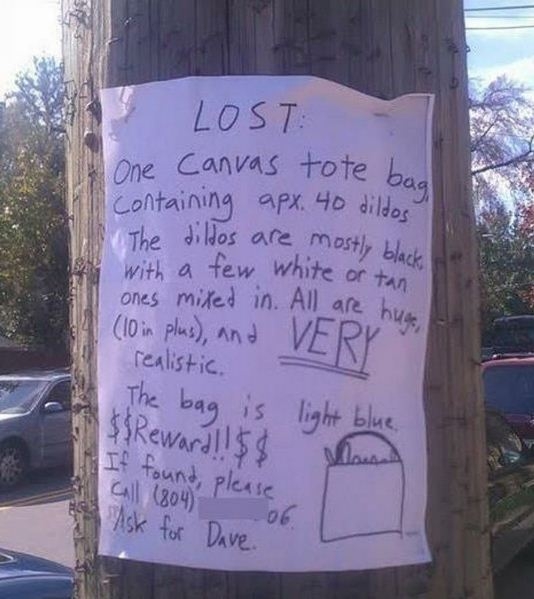 LOST:
One canvas tote bag,
Containing apx. 40 dildos
The dildos are mostly black,
with a few white or tan
ones mixed in. All are huge,
(10 in plus), and VERY
realistic.
The bag is light blue.
$$Reward!!$$
If found, please
Call (804) 06.
Ask for Dave.